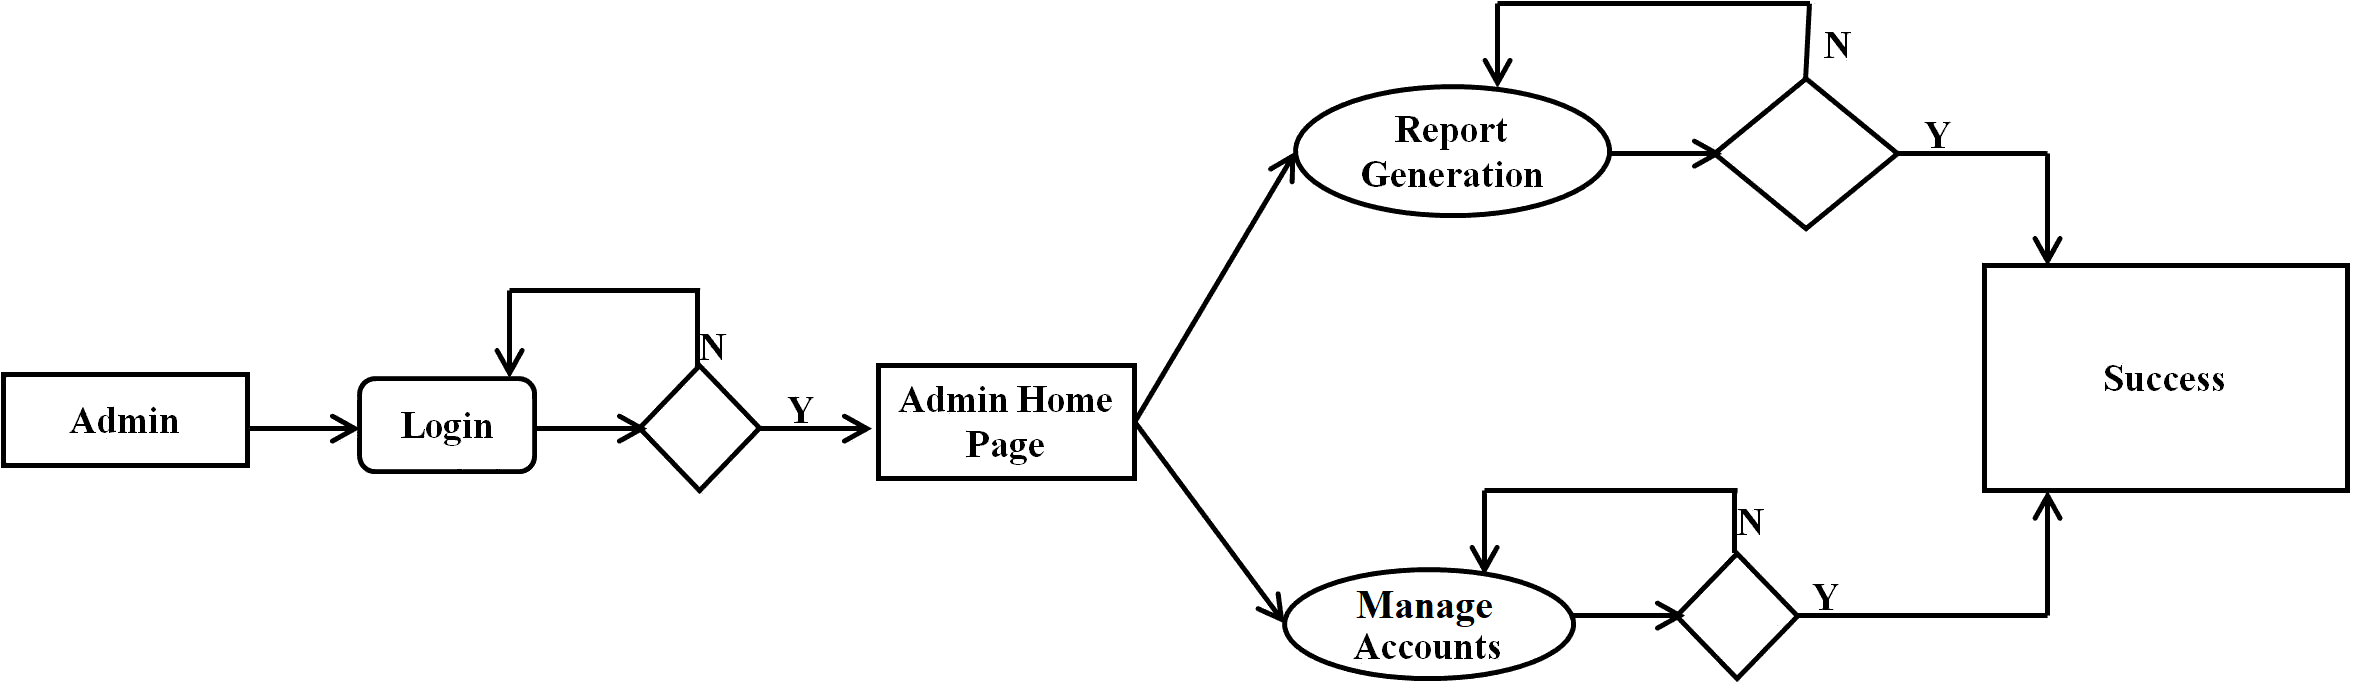 Admin
Login
N
Y
Admin Home
Page
Report
Generation
N
Y
Manage
Accounts
N
Y
Success